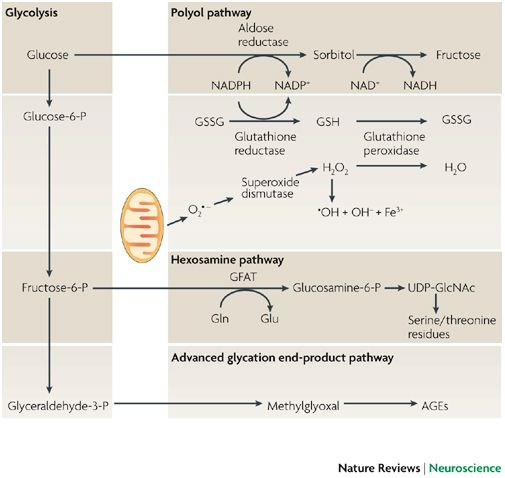 Glycolysis
Polyol pathway
Aldose
reductase
Glucose
Sorbitol
Fructose
NADPH
NADP⁺
NAD⁺
NADH
Glucose-6-P
GSSG
GSH
GSSG
Glutathione
reductase
Glutathione
peroxidase
Superoxide
dismutase
H₂O₂
H₂O
O₂•−
•OH + OH⁻ + Fe³⁺
Hexosamine pathway
GFAT
Fructose-6-P
Glucosamine-6-P
UDP-GlcNAc
Gln
Glu
Serine/threonine
residues
Advanced glycation end-product pathway
Glyceraldehyde-3-P
Methylglyoxal
AGEs
Nature Reviews | Neuroscience